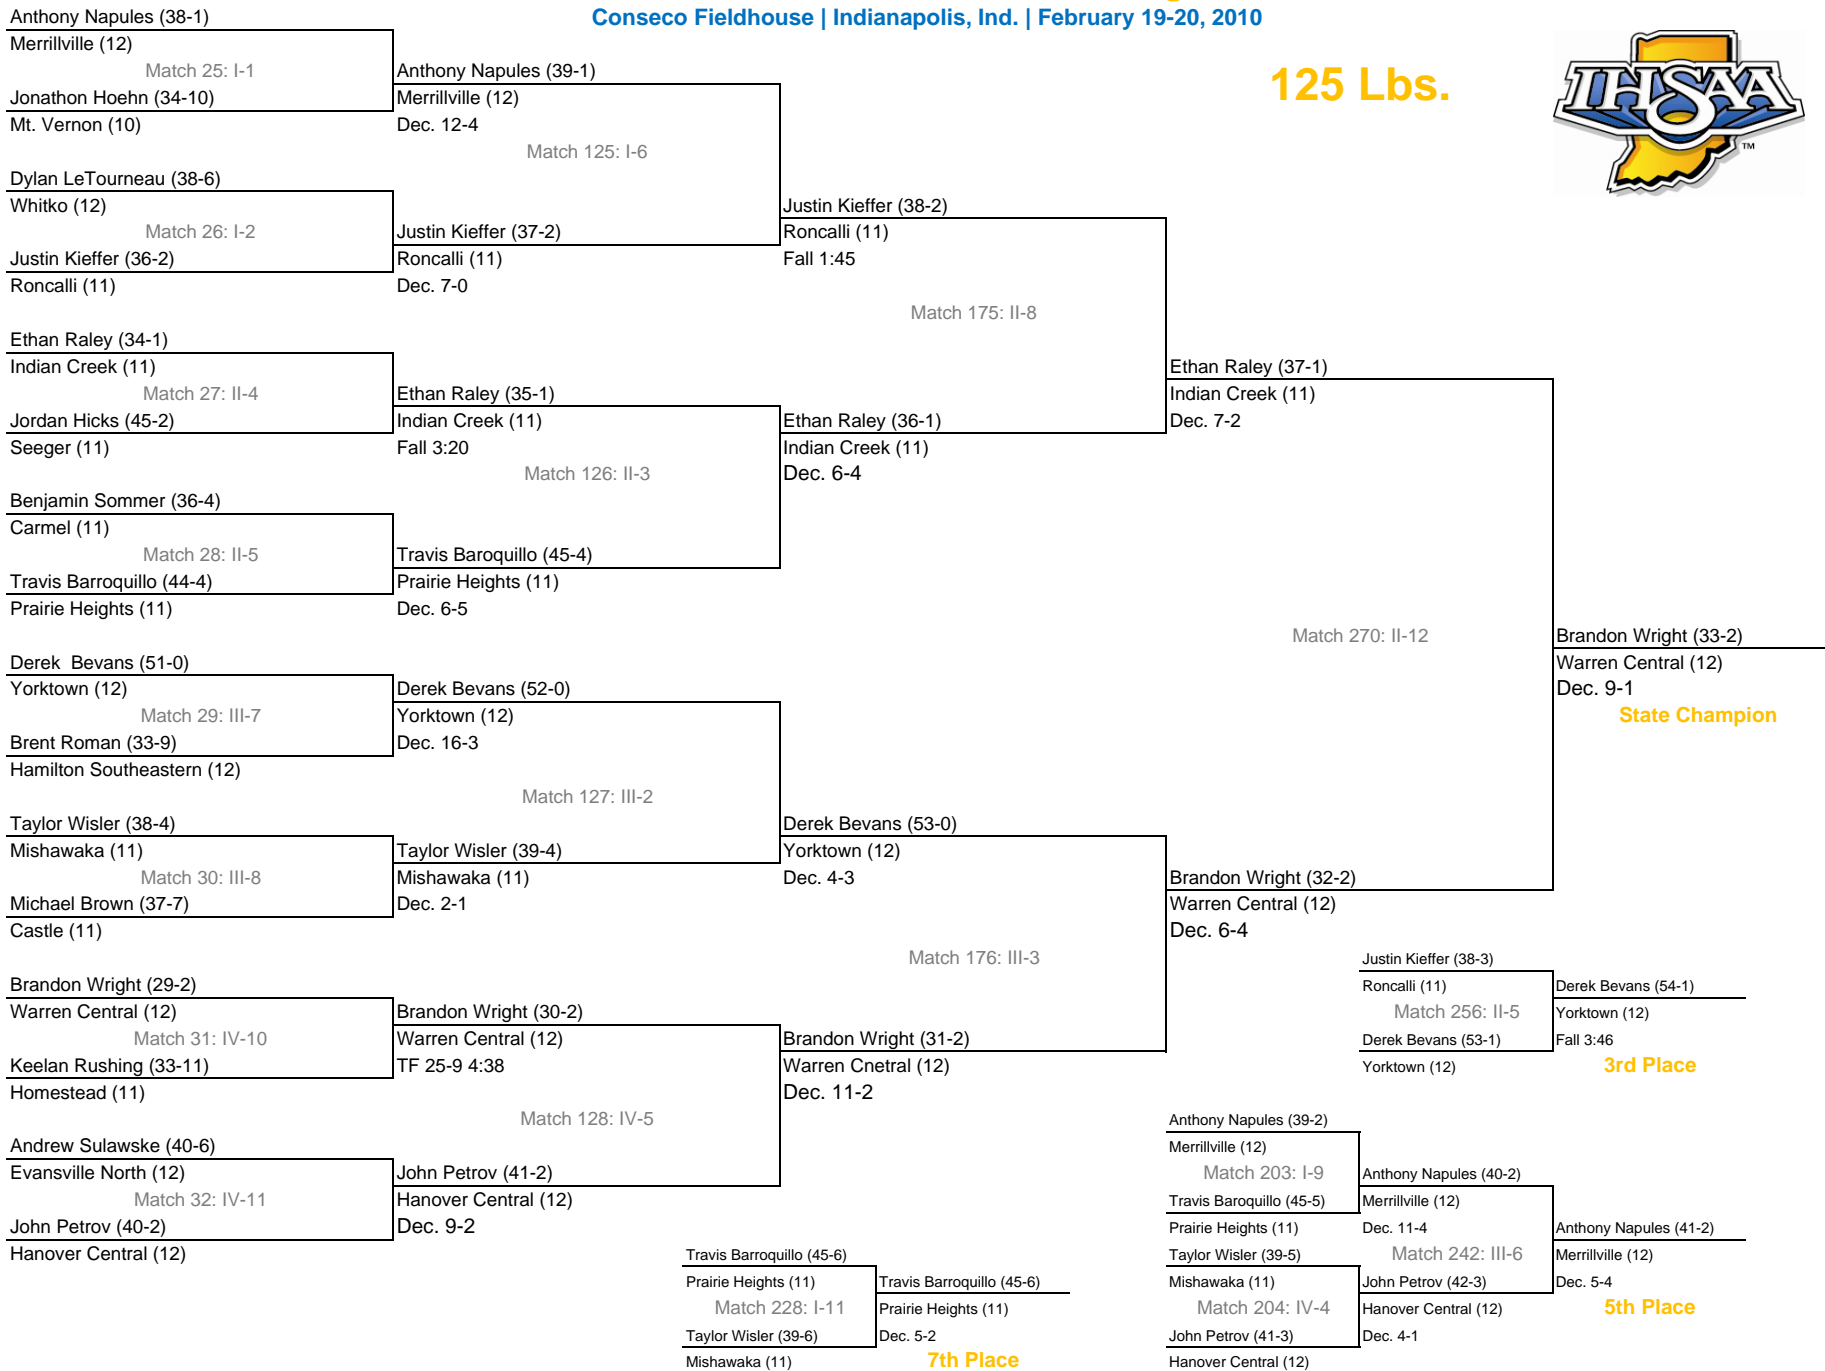 Conseco Fieldhouse | Indianapolis, Ind. | February 19-20, 2010
125 Lbs.
IHSAA
TM
Anthony Napules (38-1)
Merrillville (12)
Match 25: I-1
Jonathon Hoehn (34-10)
Mt. Vernon (10)
Dylan LeTourneau (38-6)
Whitko (12)
Match 26: I-2
Justin Kieffer (36-2)
Roncalli (11)
Ethan Raley (34-1)
Indian Creek (11)
Match 27: II-4
Jordan Hicks (45-2)
Seeger (11)
Benjamin Sommer (36-4)
Carmel (11)
Match 28: II-5
Travis Barroquillo (44-4)
Prairie Heights (11)
Derek  Bevans (51-0)
Yorktown (12)
Match 29: III-7
Brent Roman (33-9)
Hamilton Southeastern (12)
Taylor Wisler (38-4)
Mishawaka (11)
Match 30: III-8
Michael Brown (37-7)
Castle (11)
Brandon Wright (29-2)
Warren Central (12)
Match 31: IV-10
Keelan Rushing (33-11)
Homestead (11)
Andrew Sulawske (40-6)
Evansville North (12)
Match 32: IV-11
John Petrov (40-2)
Hanover Central (12)
Anthony Napules (39-1)
Merrillville (12)
Dec. 12-4
Match 125: I-6
Justin Kieffer (37-2)
Roncalli (11)
Dec. 7-0
Ethan Raley (35-1)
Indian Creek (11)
Fall 3:20
Match 126: II-3
Travis Baroquillo (45-4)
Prairie Heights (11)
Dec. 6-5
Derek Bevans (52-0)
Yorktown (12)
Dec. 16-3
Match 127: III-2
Taylor Wisler (39-4)
Mishawaka (11)
Dec. 2-1
Brandon Wright (30-2)
Warren Central (12)
TF 25-9 4:38
Match 128: IV-5
John Petrov (41-2)
Hanover Central (12)
Dec. 9-2
Justin Kieffer (38-2)
Roncalli (11)
Fall 1:45
Match 175: II-8
Ethan Raley (36-1)
Indian Creek (11)
Dec. 6-4
Derek Bevans (53-0)
Yorktown (12)
Dec. 4-3
Match 176: III-3
Brandon Wright (31-2)
Warren Cnetral (12)
Dec. 11-2
Ethan Raley (37-1)
Indian Creek (11)
Dec. 7-2
Match 270: II-12
Brandon Wright (32-2)
Warren Central (12)
Dec. 6-4
Brandon Wright (33-2)
Warren Central (12)
Dec. 9-1
State Champion
Justin Kieffer (38-3)
Roncalli (11)
Match 256: II-5
Derek Bevans (53-1)
Yorktown (12)
Derek Bevans (54-1)
Yorktown (12)
Fall 3:46
3rd Place
Anthony Napules (39-2)
Merrillville (12)
Match 203: I-9
Travis Baroquillo (45-5)
Prairie Heights (11)
Taylor Wisler (39-5)
Mishawaka (11)
Match 204: IV-4
John Petrov (41-3)
Hanover Central (12)
Anthony Napules (40-2)
Merrillville (12)
Dec. 11-4
Match 242: III-6
John Petrov (42-3)
Hanover Central (12)
Dec. 4-1
Anthony Napules (41-2)
Merrillville (12)
Dec. 5-4
5th Place
Travis Barroquillo (45-6)
Prairie Heights (11)
Match 228: I-11
Taylor Wisler (39-6)
Mishawaka (11)
Travis Barroquillo (45-6)
Prairie Heights (11)
Dec. 5-2
7th Place